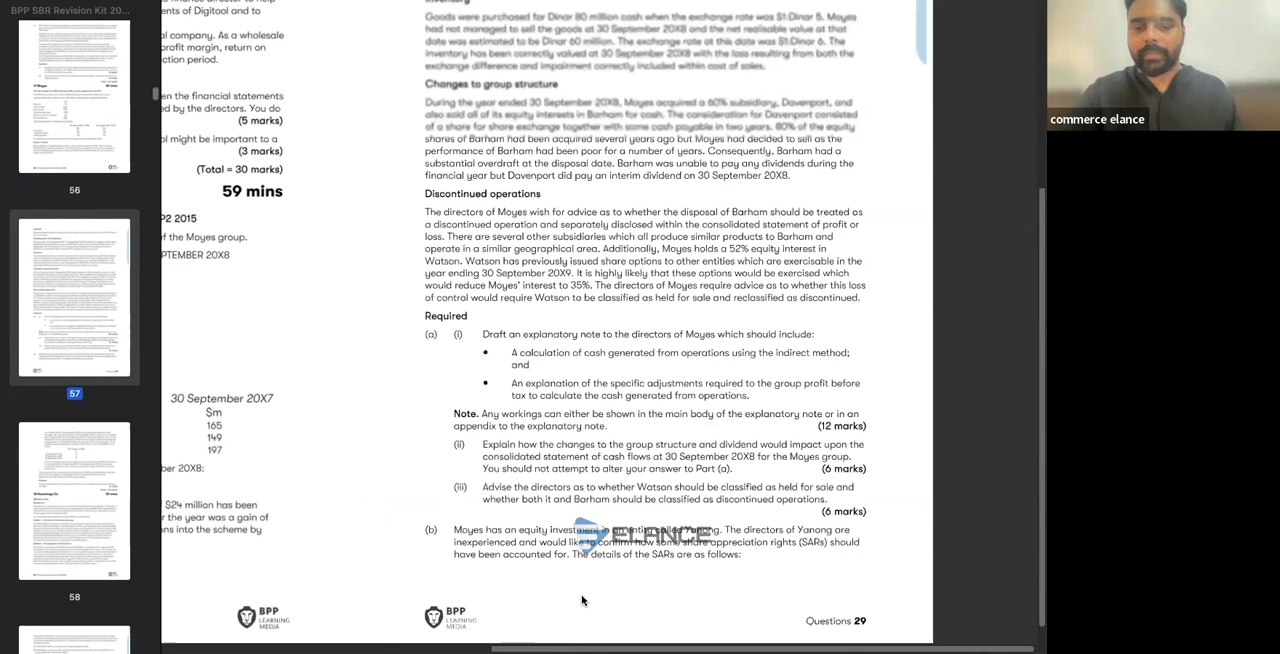 BPP SBR Revision Kit 20...
56
57
58
ents of Digitool and to
al company. As a wholesale
profit margin, return on
ction period.
en the financial statements
ed by the directors. You do
(5 marks)
ol might be important to a
(3 marks)
(Total = 30 marks)
59 mins
P2 2015
f the Moyes group.
PTEMBER 20X8
30 September 20X7
$m
165
149
197
ber 20X8:
$24 million has been
r the year was a gain of
ns into the scheme by
BPP
LEARNING
MEDIA
Goods were purchased for Dinar 80 million cash when the exchange rate was $1:Dinar 5. Moyes
had not managed to sell the goods at 30 September 20X8 and the net realisable value at that
date was estimated to be Dinar 60 million. The exchange rate at this date was $1:Dinar 6. The
inventory has been correctly valued at 30 September 20X8 with the loss resulting from both the
exchange difference and impairment correctly included within cost of sales.
Changes to group structure
During the year ended 30 September 20X8, Moyes acquired a 60% subsidiary, Davenport, and
also sold all of its equity interests in Barham for cash. The consideration for Davenport consisted
of a share for share exchange together with some cash payable in two years. 80% of the equity
shares of Barham had been acquired several years ago but Moyes had decided to sell as the
performance of Barham had been poor for a number of years. Consequently, Barham had a
substantial overdraft at the disposal date. Barham was unable to pay any dividends during the
financial year but Davenport did pay an interim dividend on 30 September 20X8.
Discontinued operations
The directors of Moyes wish for advice as to whether the disposal of Barham should be treated as
a discontinued operation and separately disclosed within the consolidated statement of profit or
loss. There are several other subsidiaries which all produce similar products to Barham and
operate in a similar geographical area. Additionally, Moyes holds a 52% equity interest in
Watson. Watson has previously issued share options to other entities which are exercisable in the
year ending 30 September 20X9. It is highly likely that these options would be exercised which
would reduce Moyes' interest to 35%. The directors of Moyes require advice as to whether this loss
of control would require Watson to be classified as held for sale and reclassified as discontinued.
Required
(a) (i) Draft an explanatory note to the directors of Moyes which should include:
• A calculation of cash generated from operations using the indirect method;
and
• An explanation of the specific adjustments required to the group profit before
tax to calculate the cash generated from operations.
Note. Any workings can either be shown in the main body of the explanatory note or in an
appendix to the explanatory note. (12 marks)
(ii) Explain how the changes to the group structure and dividend would impact upon the
consolidated statement of cash flows at 30 September 20X8 for the Moyes group.
You should not attempt to alter your answer to Part (a). (6 marks)
(iii) Advise the directors as to whether Watson should be classified as held for sale and
whether both it and Barham should be classified as discontinued operations.
(6 marks)
(b) Moyes has an equity investment in an entity called Yanong. The directors of Yanong are
inexperienced and would like to confirm how some share appreciation rights (SARs) should
have been accounted for. The details of the SARs are as follows:
ELANCE
BPP
LEARNING
MEDIA
Questions 29
commerce elance